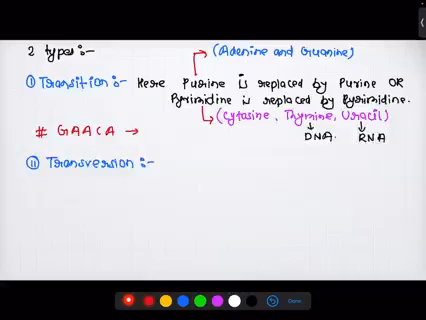 2 types:-
(Adenine and Guanine)
(i) Transition:- Here Purine is replaced by Purine OR
Pyrimidine is replaced by Pyrimidine.
(Cytosine, Thymine, Uracil)
DNA. RNA
# GAACA →
(ii) Transversion:-
Done